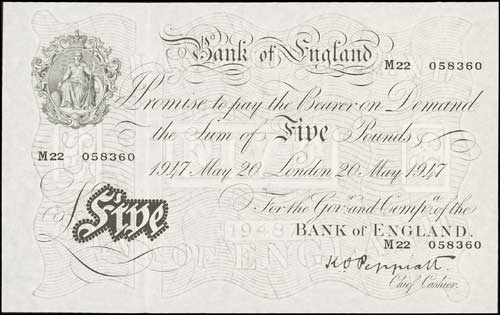 Bank of England
M22 058360
I Promise to pay the Bearer on Demand
the Sum of Five Pounds
M22 058360
1947 May 20 London 20 May 1947
For the Gov.r and Comp.a of the
Five
BANK OF ENGLAND.
M22 058360
K O Peppiatt.
Chief Cashier.